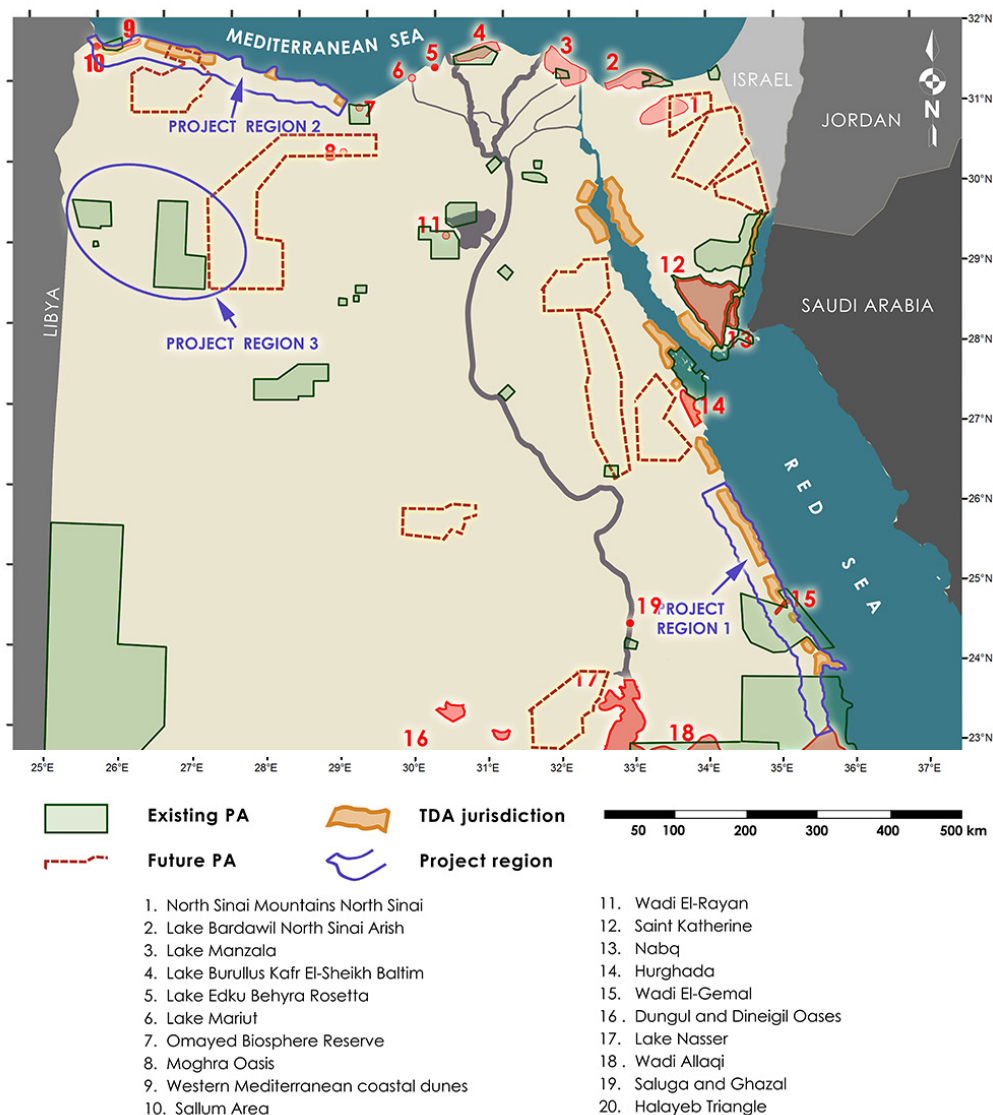 MEDITERRANEAN SEA
32°N
9
10
5
4
3
2
6
ISRAEL
7
1
31°N
N
PROJECT REGION 2
JORDAN
8
30°N
11
12
29°N
LIBYA
SAUDI ARABIA
PROJECT REGION 3
13
28°N
14
27°N
RED SEA
26°N
25°N
19
PROJECT
REGION 1
15
24°N
17
16
18
23°N
25°E 26°E 27°E 28°E 29°E 30°E 31°E 32°E 33°E 34°E 35°E 36°E 37°E
Existing PA
TDA jurisdiction
50 100 200 300 400 500 km
Future PA
Project region
1. North Sinai Mountains North Sinai
2. Lake Bardawil North Sinai Arish
3. Lake Manzala
4. Lake Burullus Kafr El-Sheikh Baltim
5. Lake Edku Behyra Rosetta
6. Lake Mariut
7. Omayed Biosphere Reserve
8. Moghra Oasis
9. Western Mediterranean coastal dunes
10. Sallum Area
11. Wadi El-Rayan
12. Saint Katherine
13. Nabq
14. Hurghada
15. Wadi El-Gemal
16 . Dungul and Dineigil Oases
17. Lake Nasser
18. Wadi Allaqi
19. Saluga and Ghazal
20. Halayeb Triangle